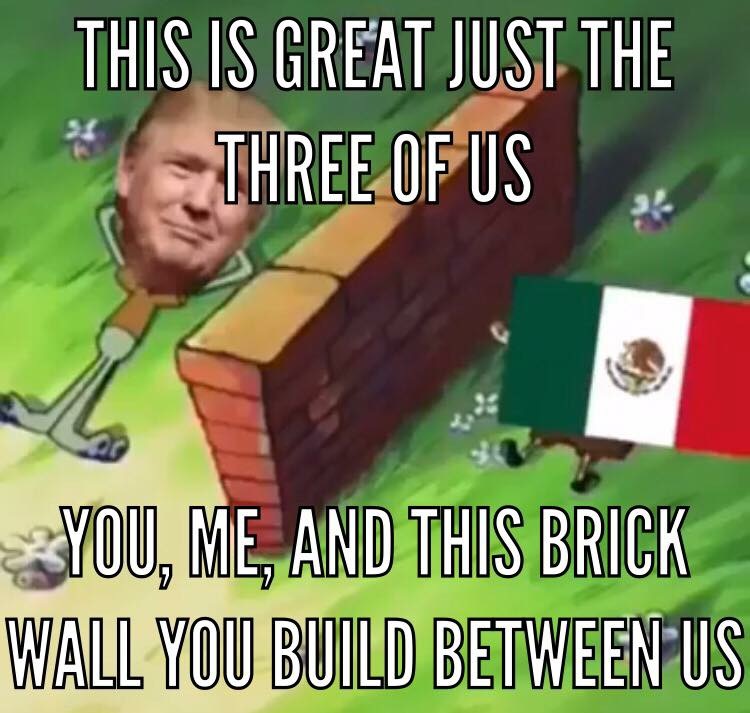 THIS IS GREAT JUST THE
THREE OF US
YOU, ME, AND THIS BRICK
WALL YOU BUILD BETWEEN US